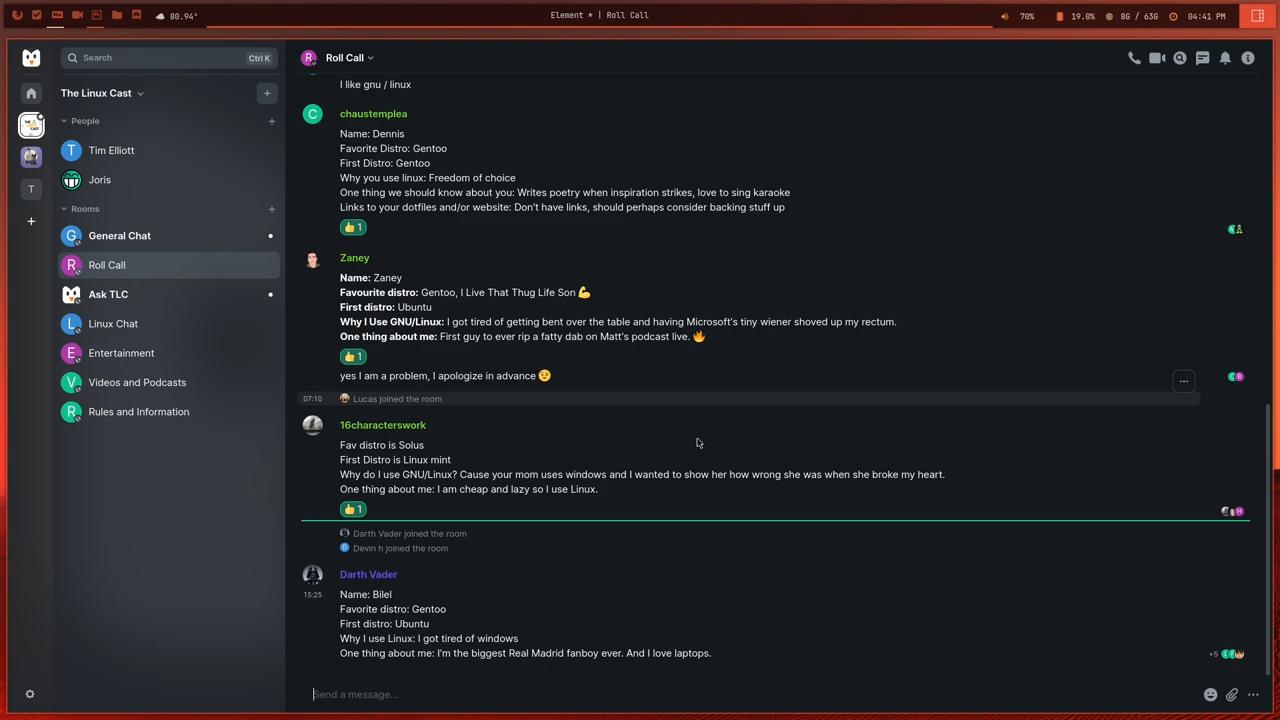 80.94°
Element * | Roll Call
70%
19.0%
8G / 63G
04:41 PM
Search
Ctrl K
The Linux Cast
People
Tim Elliott
Joris
Rooms
General Chat
Roll Call
Ask TLC
Linux Chat
Entertainment
Videos and Podcasts
Rules and Information
Roll Call
I like gnu / linux
chaustemplea
Name: Dennis
Favorite Distro: Gentoo
First Distro: Gentoo
Why you use linux: Freedom of choice
One thing we should know about you: Writes poetry when inspiration strikes, love to sing karaoke
Links to your dotfiles and/or website: Don't have links, should perhaps consider backing stuff up
👍 1
Zaney
Name: Zaney
Favourite distro: Gentoo, I Live That Thug Life Son 💪
First distro: Ubuntu
Why I Use GNU/Linux: I got tired of getting bent over the table and having Microsoft's tiny wiener shoved up my rectum.
One thing about me: First guy to ever rip a fatty dab on Matt's podcast live. 🔥
👍 1
yes I am a problem, I apologize in advance 😉
07:10 Lucas joined the room
16characterswork
Fav distro is Solus
First Distro is Linux mint
Why do I use GNU/Linux? Cause your mom uses windows and I wanted to show her how wrong she was when she broke my heart.
One thing about me: I am cheap and lazy so I use Linux.
👍 1
Darth Vader joined the room
Devin h joined the room
Darth Vader
15:25 Name: Bilel
Favorite distro: Gentoo
First distro: Ubuntu
Why I use Linux: I got tired of windows
One thing about me: I'm the biggest Real Madrid fanboy ever. And I love laptops.
+5
Send a message...